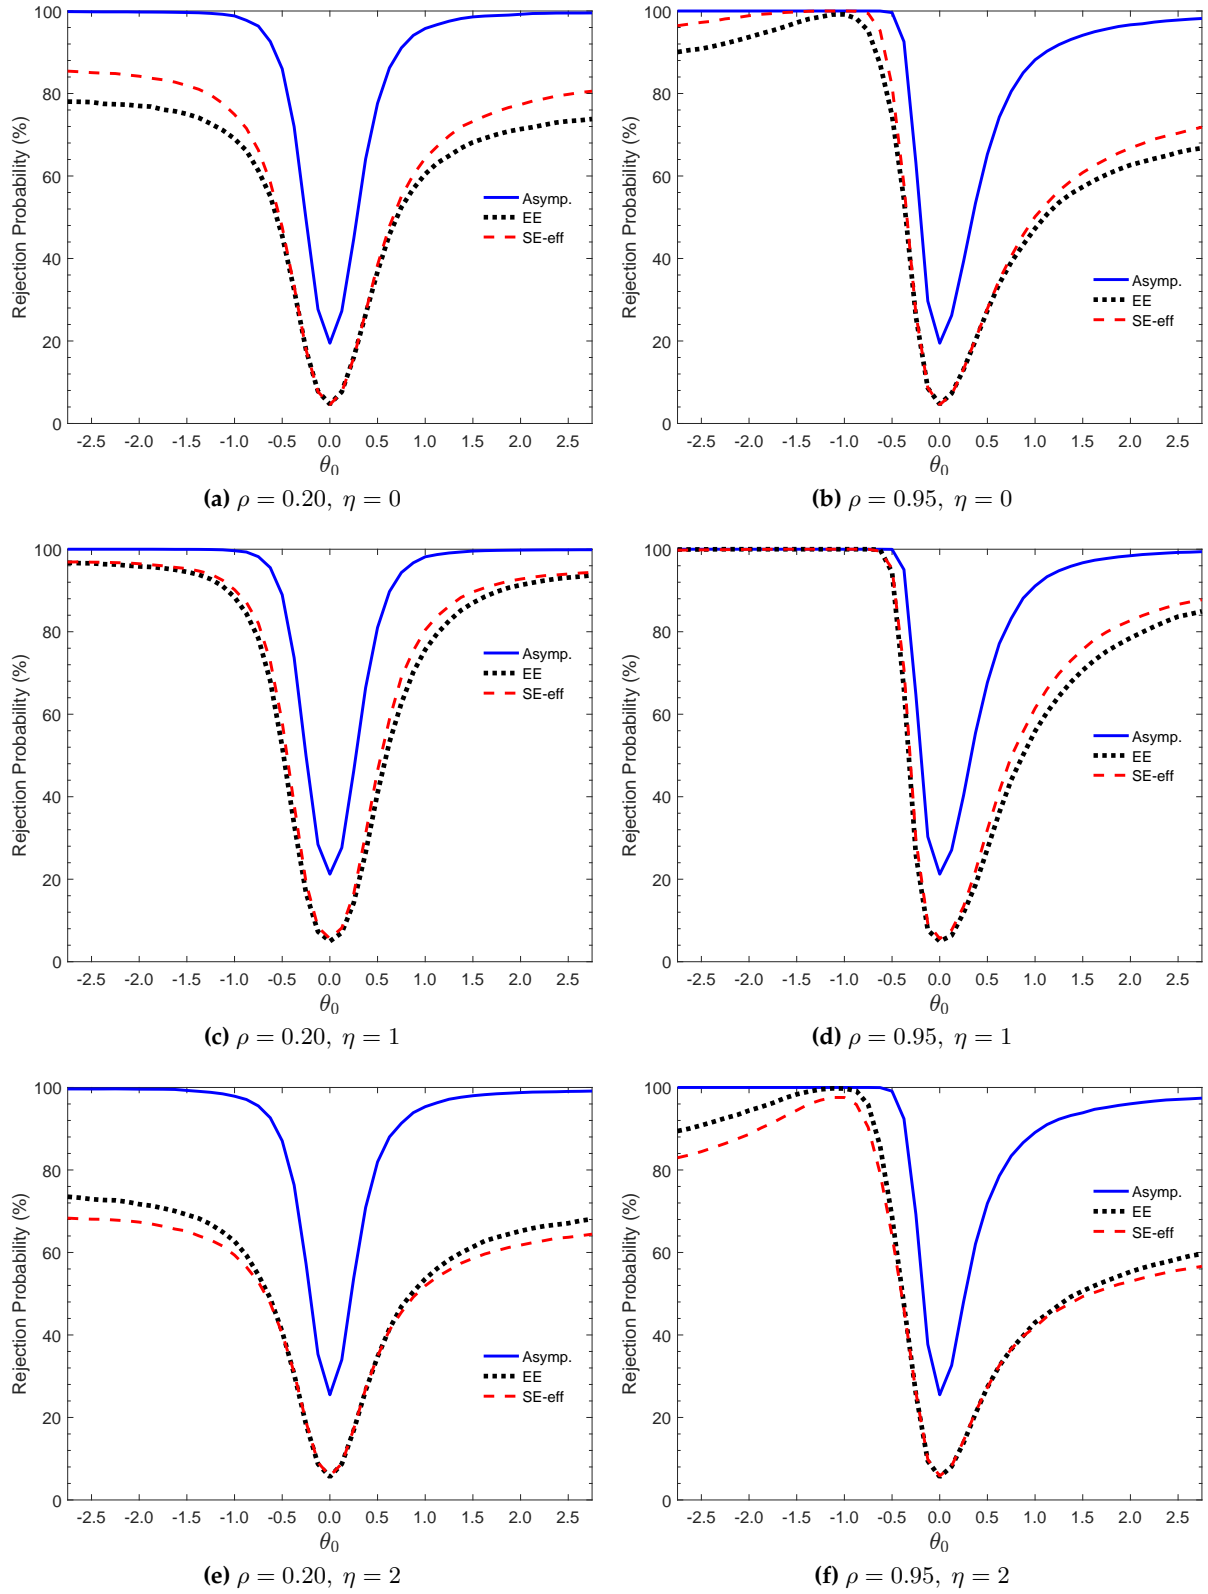 Rejection Probability (%)
100
80
60
40
20
0
-2.5 -2.0 -1.5 -1.0 -0.5 0.0 0.5 1.0 1.5 2.0 2.5
θ₀
Asymp.
EE
SE-eff
(a) ρ = 0.20, η = 0
Rejection Probability (%)
100
80
60
40
20
0
-2.5 -2.0 -1.5 -1.0 -0.5 0.0 0.5 1.0 1.5 2.0 2.5
θ₀
Asymp.
EE
SE-eff
(b) ρ = 0.95, η = 0
Rejection Probability (%)
100
80
60
40
20
0
-2.5 -2.0 -1.5 -1.0 -0.5 0.0 0.5 1.0 1.5 2.0 2.5
θ₀
Asymp.
EE
SE-eff
(c) ρ = 0.20, η = 1
Rejection Probability (%)
100
80
60
40
20
0
-2.5 -2.0 -1.5 -1.0 -0.5 0.0 0.5 1.0 1.5 2.0 2.5
θ₀
Asymp.
EE
SE-eff
(d) ρ = 0.95, η = 1
Rejection Probability (%)
100
80
60
40
20
0
-2.5 -2.0 -1.5 -1.0 -0.5 0.0 0.5 1.0 1.5 2.0 2.5
θ₀
Asymp.
EE
SE-eff
(e) ρ = 0.20, η = 2
Rejection Probability (%)
100
80
60
40
20
0
-2.5 -2.0 -1.5 -1.0 -0.5 0.0 0.5 1.0 1.5 2.0 2.5
θ₀
Asymp.
EE
SE-eff
(f) ρ = 0.95, η = 2